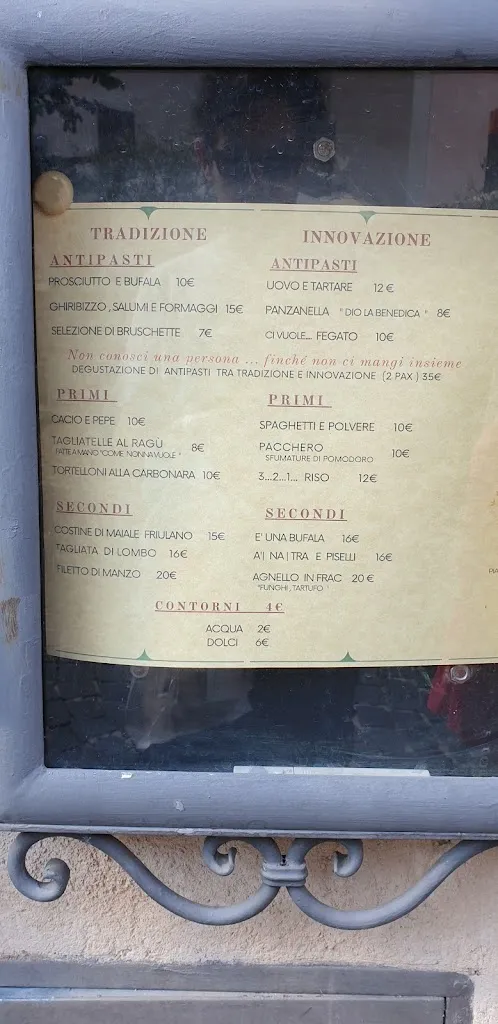 TRADIZIONE
ANTIPASTI
PROSCIUTTO E BUFALA 10€
GHIRIBIZZO , SALUMI E FORMAGGI 15€
SELEZIONE DI BRUSCHETTE 7€
INNOVAZIONE
ANTIPASTI
UOVO E TARTARE 12 €
PANZANELLA "DIO LA BENEDICA" 8€
CI VUOLE... FEGATO 10€
Non conosci una persona ... finché non ci mangi insieme
DEGUSTAZIONE DI ANTIPASTI TRA TRADIZIONE E INNOVAZIONE (2 PAX) 35€
PRIMI
CACIO E PEPE 10€
TAGLIATELLE AL RAGÙ 8€
FATTE A MANO "COME NONNA VUOLE"
TORTELLONI ALLA CARBONARA 10€
PRIMI
SPAGHETTI E POLVERE 10€
PACCHERO 10€
SFUMATURE DI POMODORO
3...2...1... RISO 12€
SECONDI
COSTINE DI MAIALE FRIULANO 15€
TAGLIATA DI LOMBO 16€
FILETTO DI MANZO 20€
SECONDI
E' UNA BUFALA 16€
A'| NA | TRA E PISELLI 16€
AGNELLO IN FRAC 20 €
"FUNGHI, TARTUFO"
CONTORNI 4€
ACQUA 2€
DOLCI 6€